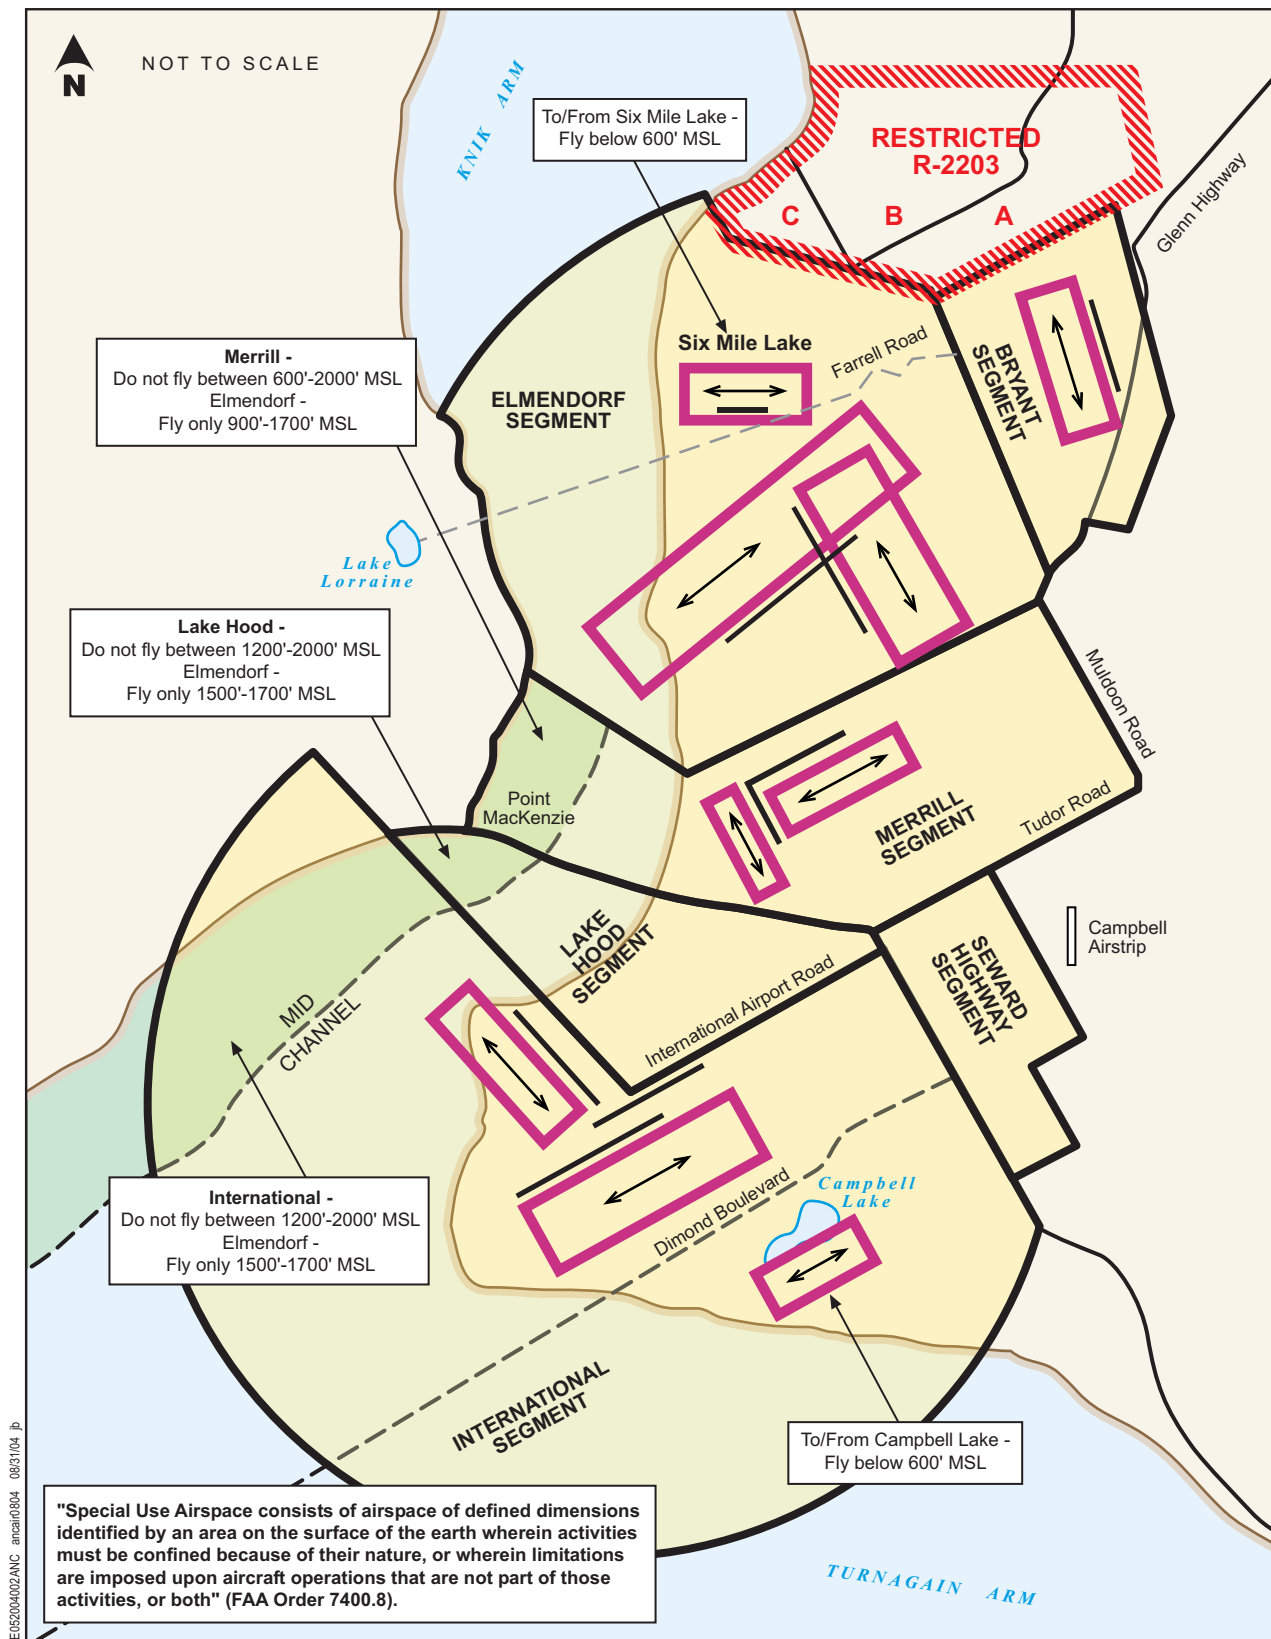 N
NOT TO SCALE
KNIK ARM
To/From Six Mile Lake -
Fly below 600' MSL
RESTRICTED
R-2203
C
B
A
Glenn Highway
Merrill -
Do not fly between 600'-2000' MSL
Elmendorf -
Fly only 900'-1700' MSL
ELMENDORF
SEGMENT
Six Mile Lake
Farrell Road
BRYANT
SEGMENT
Lake
Lorraine
Lake Hood -
Do not fly between 1200'-2000' MSL
Elmendorf -
Fly only 1500'-1700' MSL
Muldoon Road
Point
MacKenzie
MERRILL
SEGMENT
Tudor Road
LAKE
HOOD
SEGMENT
Campbell
Airstrip
SEWARD
HIGHWAY
SEGMENT
International Airport Road
MID
CHANNEL
International -
Do not fly between 1200'-2000' MSL
Elmendorf -
Fly only 1500'-1700' MSL
Dimond Boulevard
Campbell
Lake
INTERNATIONAL
SEGMENT
To/From Campbell Lake -
Fly below 600' MSL
"Special Use Airspace consists of airspace of defined dimensions
identified by an area on the surface of the earth wherein activities
must be confined because of their nature, or wherein limitations
are imposed upon aircraft operations that are not part of those
activities, or both" (FAA Order 7400.8).
TURNAGAIN ARM
E052004002ANC ancair0804 08/31/04 jb